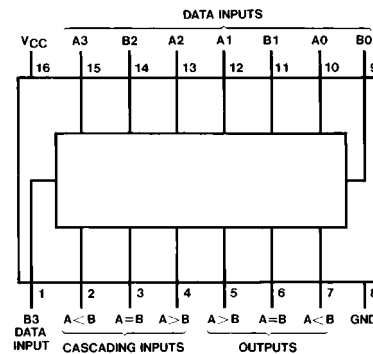 DATA INPUTS
VCC A3 B2 A2 A1 B1 A0 B0
16 15 14 13 12 11 10 9
1 2 3 4 5 6 7 8
B3 A<B A=B A>B A>B A=B A<B GND
DATA
INPUT CASCADING INPUTS OUTPUTS